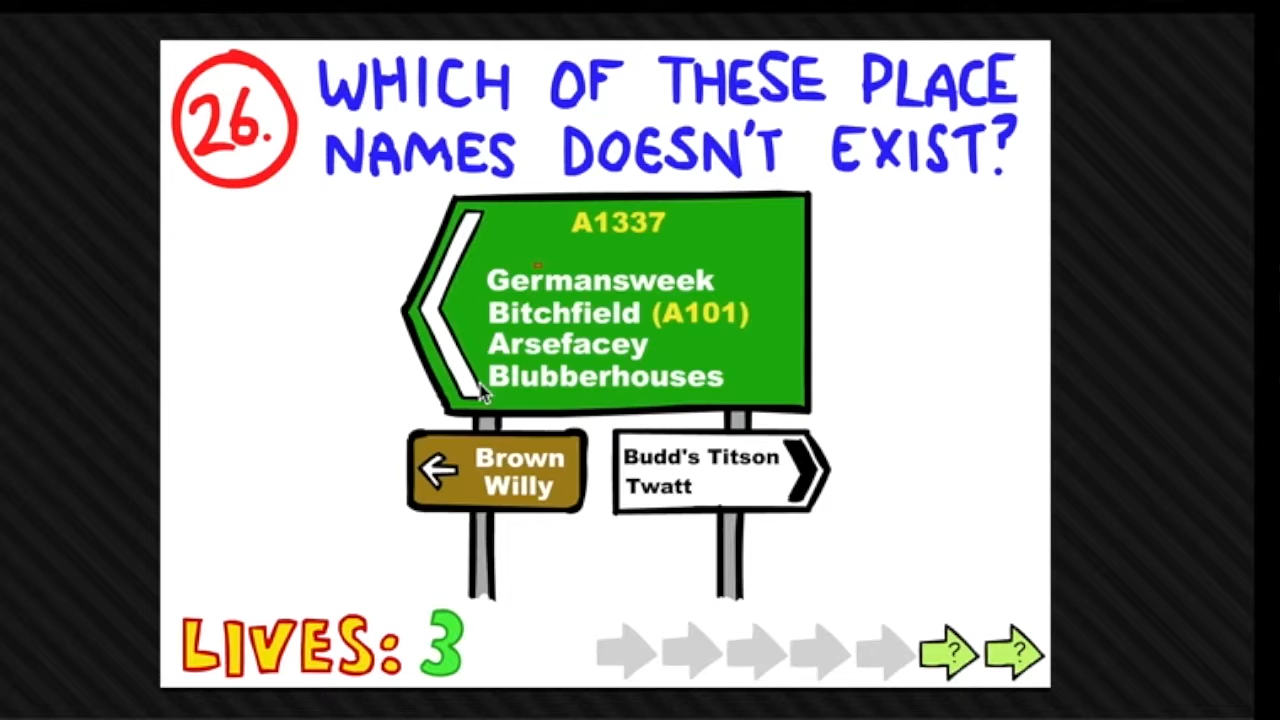 26. WHICH OF THESE PLACE
NAMES DOESN'T EXIST?
A1337
Germansweek
Bitchfield (A101)
Arsefacey
Blubberhouses
Brown
Willy
Budd's Titson
Twatt
LIVES: 3
? ?